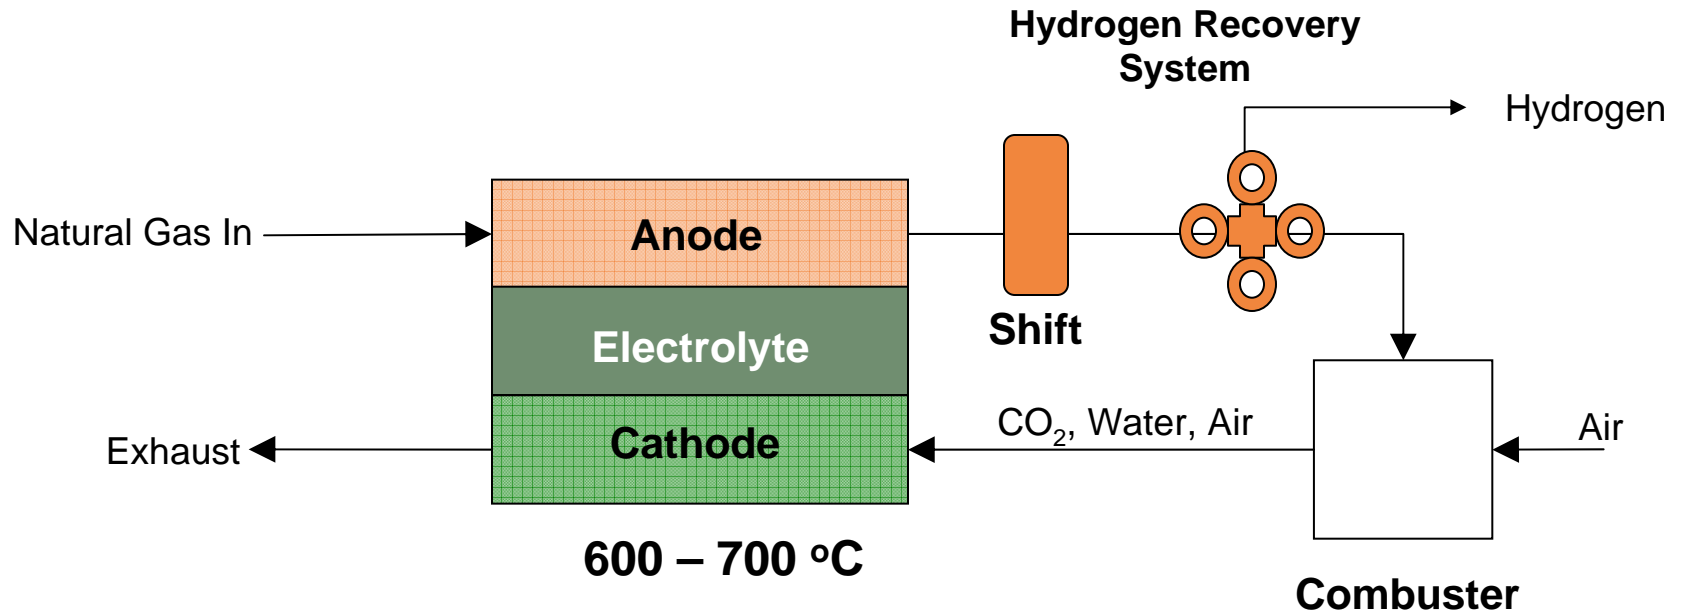 Hydrogen Recovery
System
Hydrogen
Natural Gas In
Anode
Shift
Electrolyte
Cathode
CO₂, Water, Air
Air
Exhaust
600 – 700 ºC
Combuster